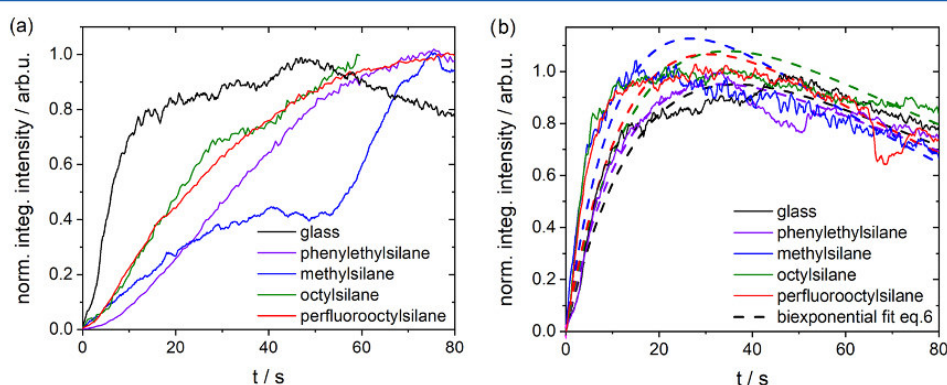 (a)
norm. integ. intensity / arb.u.
1.0
0.8
0.6
0.4
0.2
0.0
glass
phenylethylsilane
methylsilane
octylsilane
perfluorooctylsilane
0 20 40 60 80
t / s
(b)
norm. integ. intensity / arb.u.
1.0
0.8
0.6
0.4
0.2
0.0
glass
phenylethylsilane
methylsilane
octylsilane
perfluorooctylsilane
biexponential fit eq.6
0 20 40 60 80
t / s